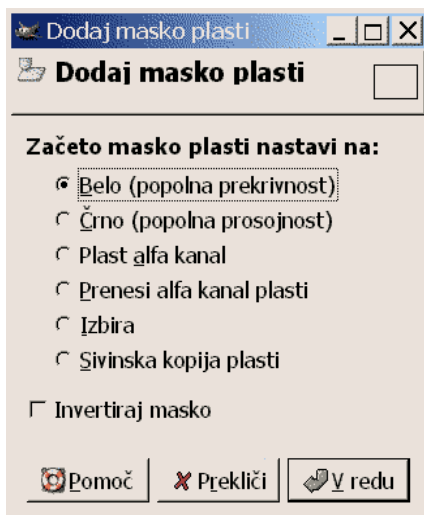 Dodaj masko plasti
Dodaj masko plasti
Začeto masko plasti nastavi na:
Belo (popolna prekrivnost)
Črno (popolna prosojnost)
Plast alfa kanal
Prenesi alfa kanal plasti
Izbira
Sivinska kopija plasti
Invertiraj masko
Pomoč Prekliči V redu